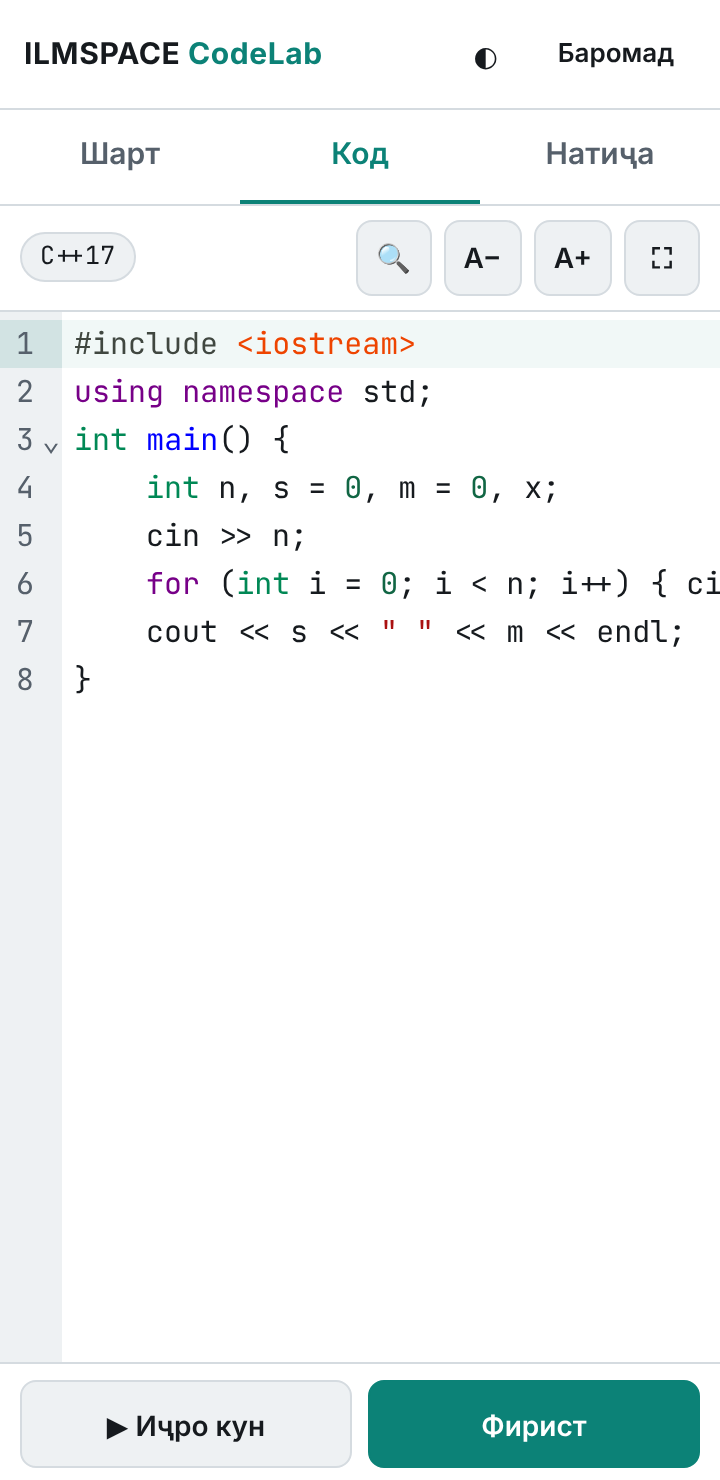 ILMSPACE CodeLab Баромад
Шарт Код Натиҷа
C++17 A− A+
1 #include <iostream>
2 using namespace std;
3 int main() {
4 int n, s = 0, m = 0, x;
5 cin >> n;
6 for (int i = 0; i < n; i++) { ci
7 cout << s << " " << m << endl;
8 }
▶ Иҷро кун Фирист